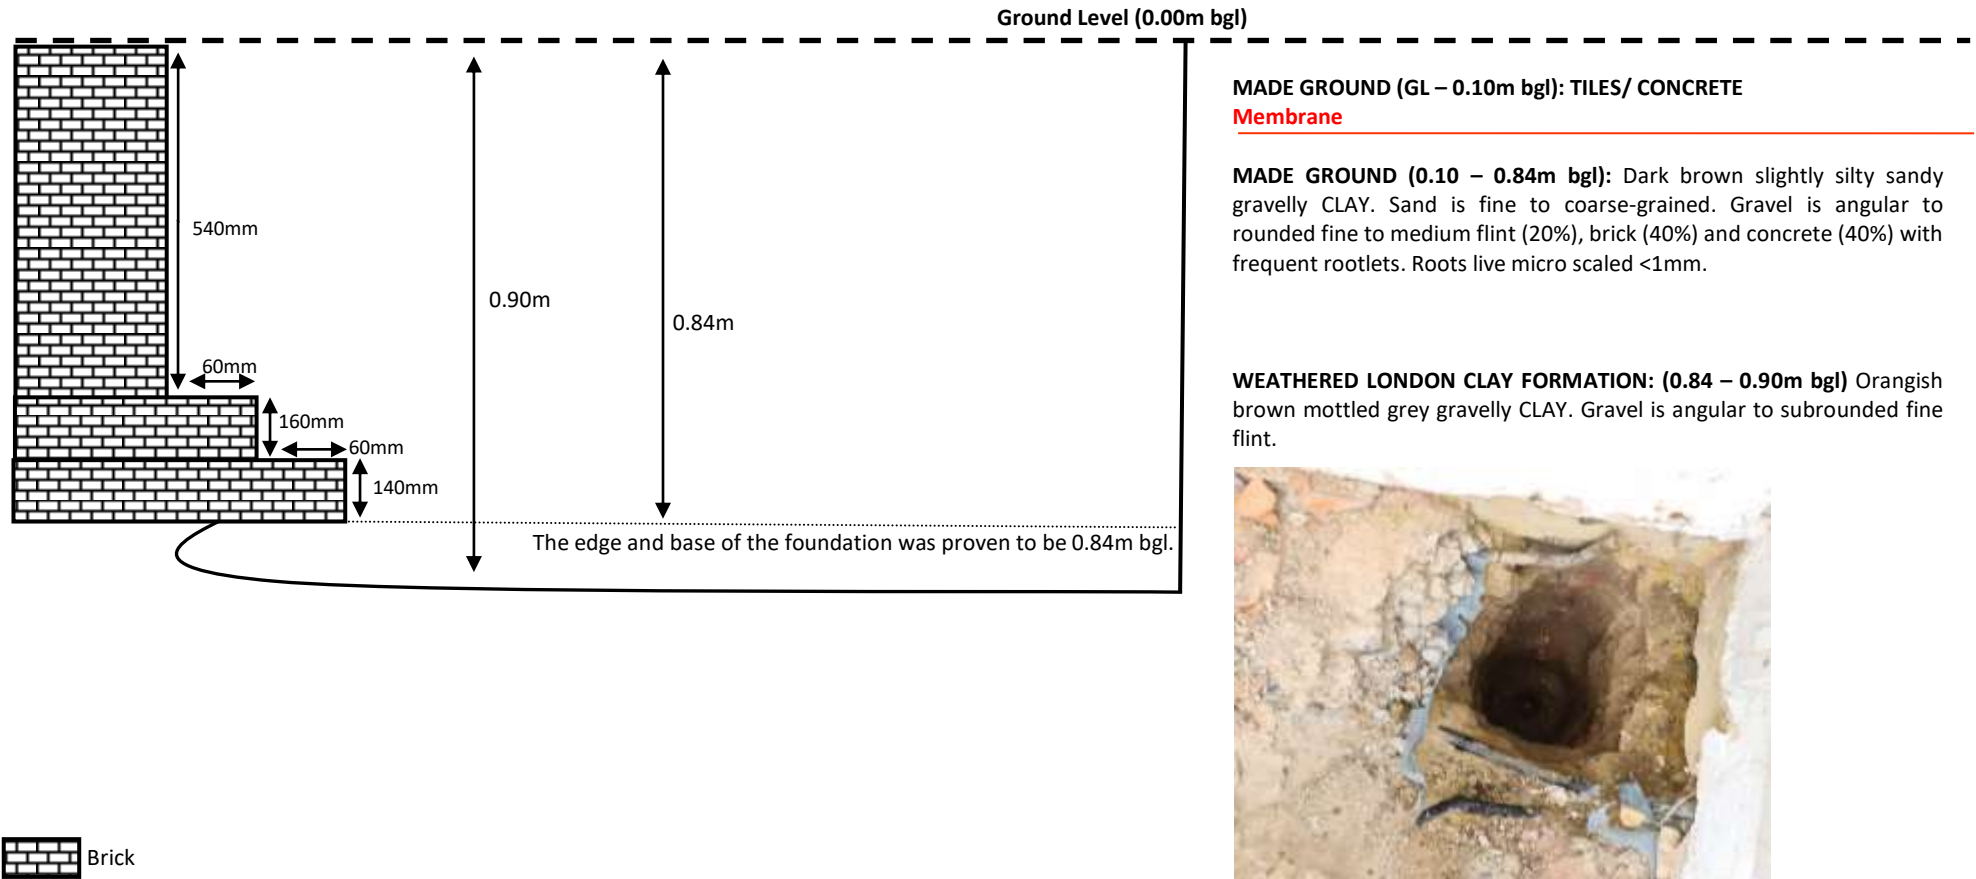 Ground Level (0.00m bgl)
MADE GROUND (GL – 0.10m bgl): TILES/ CONCRETE
Membrane
MADE GROUND (0.10 – 0.84m bgl): Dark brown slightly silty sandy
gravelly CLAY. Sand is fine to coarse-grained. Gravel is angular to
rounded fine to medium flint (20%), brick (40%) and concrete (40%) with
frequent rootlets. Roots live micro scaled <1mm.
540mm
0.90m
0.84m
60mm
WEATHERED LONDON CLAY FORMATION: (0.84 – 0.90m bgl) Orangish
brown mottled grey gravelly CLAY. Gravel is angular to subrounded fine
flint.
160mm
60mm
140mm
The edge and base of the foundation was proven to be 0.84m bgl.
Brick